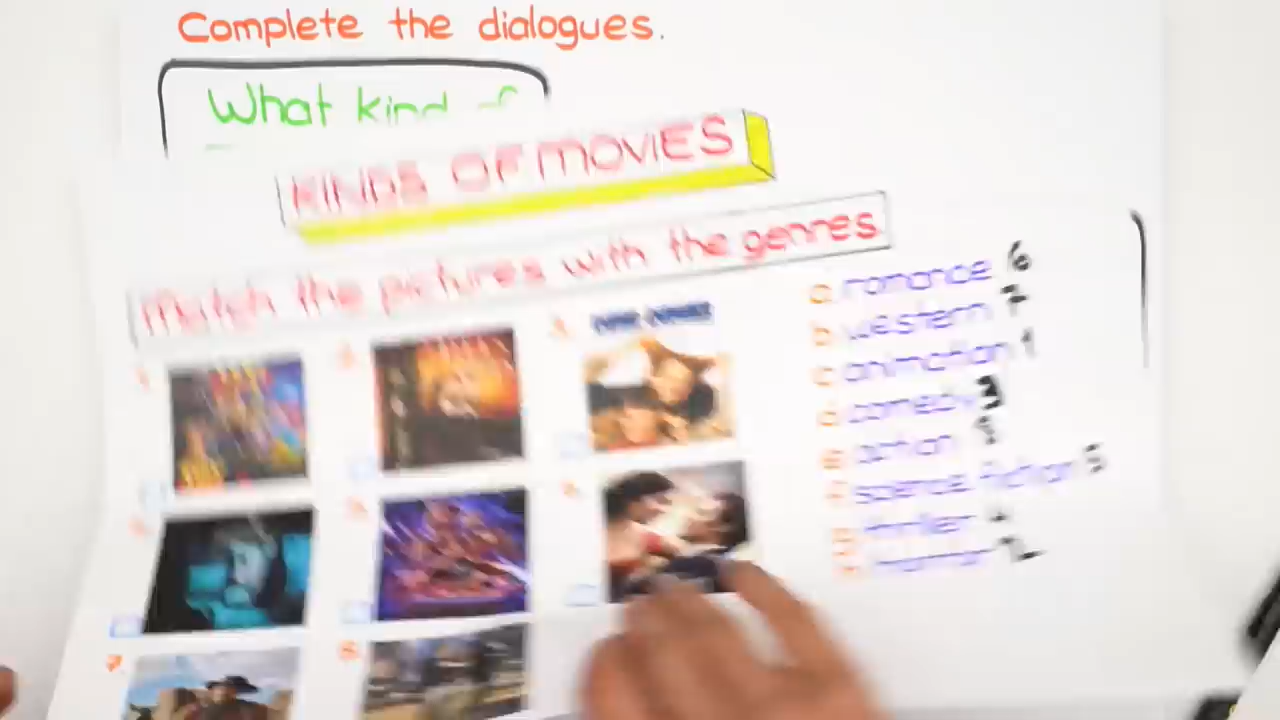 Complete the dialogues.
What kind of
KINDS OF MOVIES
Match the pictures with the genres.
a. romance 6
b. western 7
c. animation 1
d. comedy 3
e. action
f. science fiction 5
g. thriller
horror 2
8.